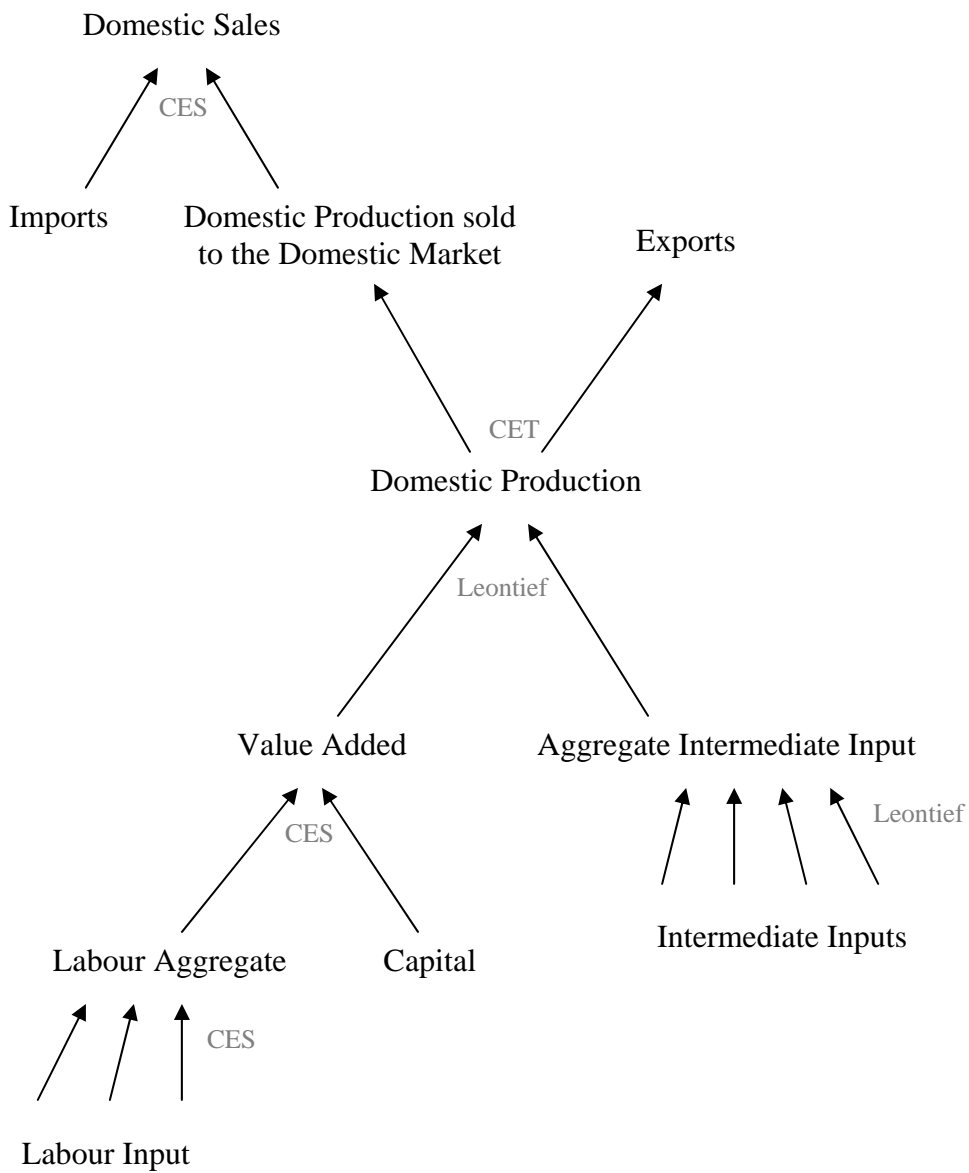 Domestic Sales
CES
Imports
Domestic Production sold
to the Domestic Market
Exports
CET
Domestic Production
Leontief
Value Added
Aggregate Intermediate Input
CES
Leontief
Labour Aggregate
Capital
Intermediate Inputs
CES
Labour Input